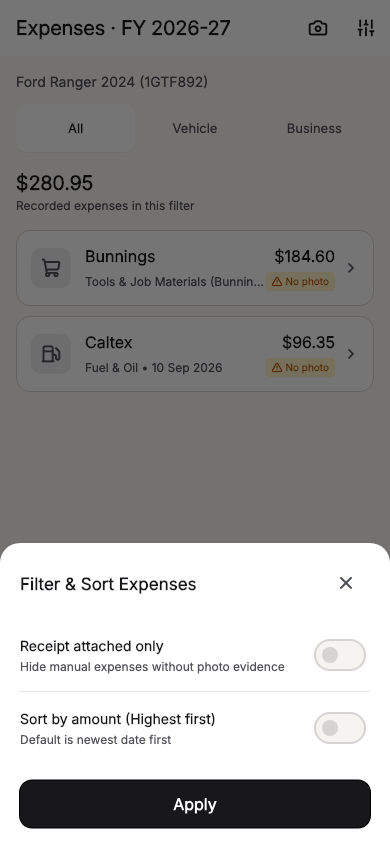 Expenses · FY 2026-27
Ford Ranger 2024 (1GTF892)
All
Vehicle
Business
$280.95
Recorded expenses in this filter
Bunnings
$184.60
Tools & Job Materials (Bunnin...
No photo
Caltex
$96.35
Fuel & Oil • 10 Sep 2026
No photo
Filter & Sort Expenses
Receipt attached only
Hide manual expenses without photo evidence
Sort by amount (Highest first)
Default is newest date first
Apply